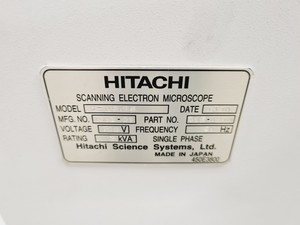 HITACHI
SCANNING ELECTRON MICROSCOPE
MODEL DATE
MFG. NO. - PART NO. -
VOLTAGE V FREQUENCY Hz
RATING kVA SINGLE PHASE
Hitachi Science Systems, Ltd.
MADE IN JAPAN
45DE3800